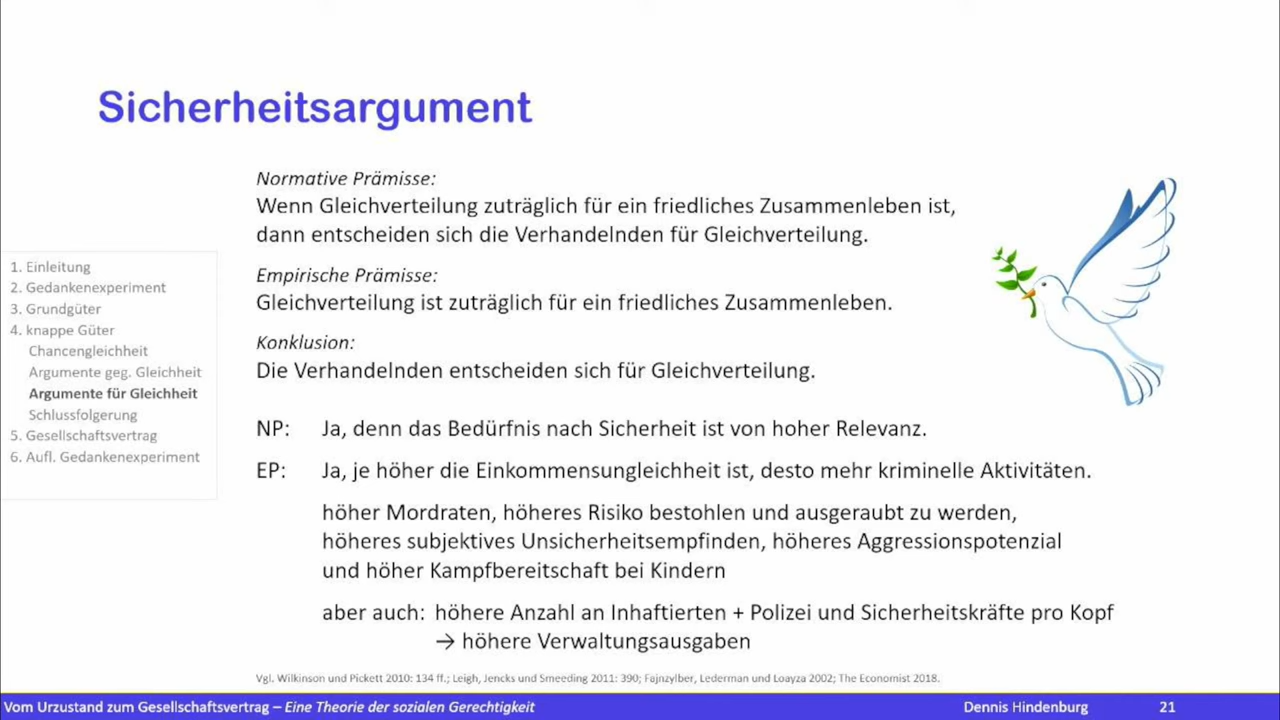 Sicherheitsargument
Normative Prämisse:
Wenn Gleichverteilung zuträglich für ein friedliches Zusammenleben ist,
dann entscheiden sich die Verhandelnden für Gleichverteilung.
Empirische Prämisse:
Gleichverteilung ist zuträglich für ein friedliches Zusammenleben.
Konklusion:
Die Verhandelnden entscheiden sich für Gleichverteilung.
1. Einleitung
2. Gedankenexperiment
3. Grundgüter
4. knappe Güter
Chancengleichheit
Argumente geg. Gleichheit
Argumente für Gleichheit
Schlussfolgerung
5. Gesellschaftsvertrag
6. Aufl. Gedankenexperiment
NP: Ja, denn das Bedürfnis nach Sicherheit ist von hoher Relevanz.
EP: Ja, je höher die Einkommensungleichheit ist, desto mehr kriminelle Aktivitäten.
höher Mordraten, höheres Risiko bestohlen und ausgeraubt zu werden,
höheres subjektives Unsicherheitsempfinden, höheres Aggressionspotenzial
und höher Kampfbereitschaft bei Kindern
aber auch: höhere Anzahl an Inhaftierten + Polizei und Sicherheitskräfte pro Kopf
→ höhere Verwaltungsausgaben
Vgl. Wilkinson und Pickett 2010: 134 ff.; Leigh, Jencks und Smeeding 2011: 390; Fajnzylber, Lederman und Loayza 2002; The Economist 2018.
Vom Urzustand zum Gesellschaftsvertrag – Eine Theorie der sozialen Gerechtigkeit Dennis Hindenburg 21